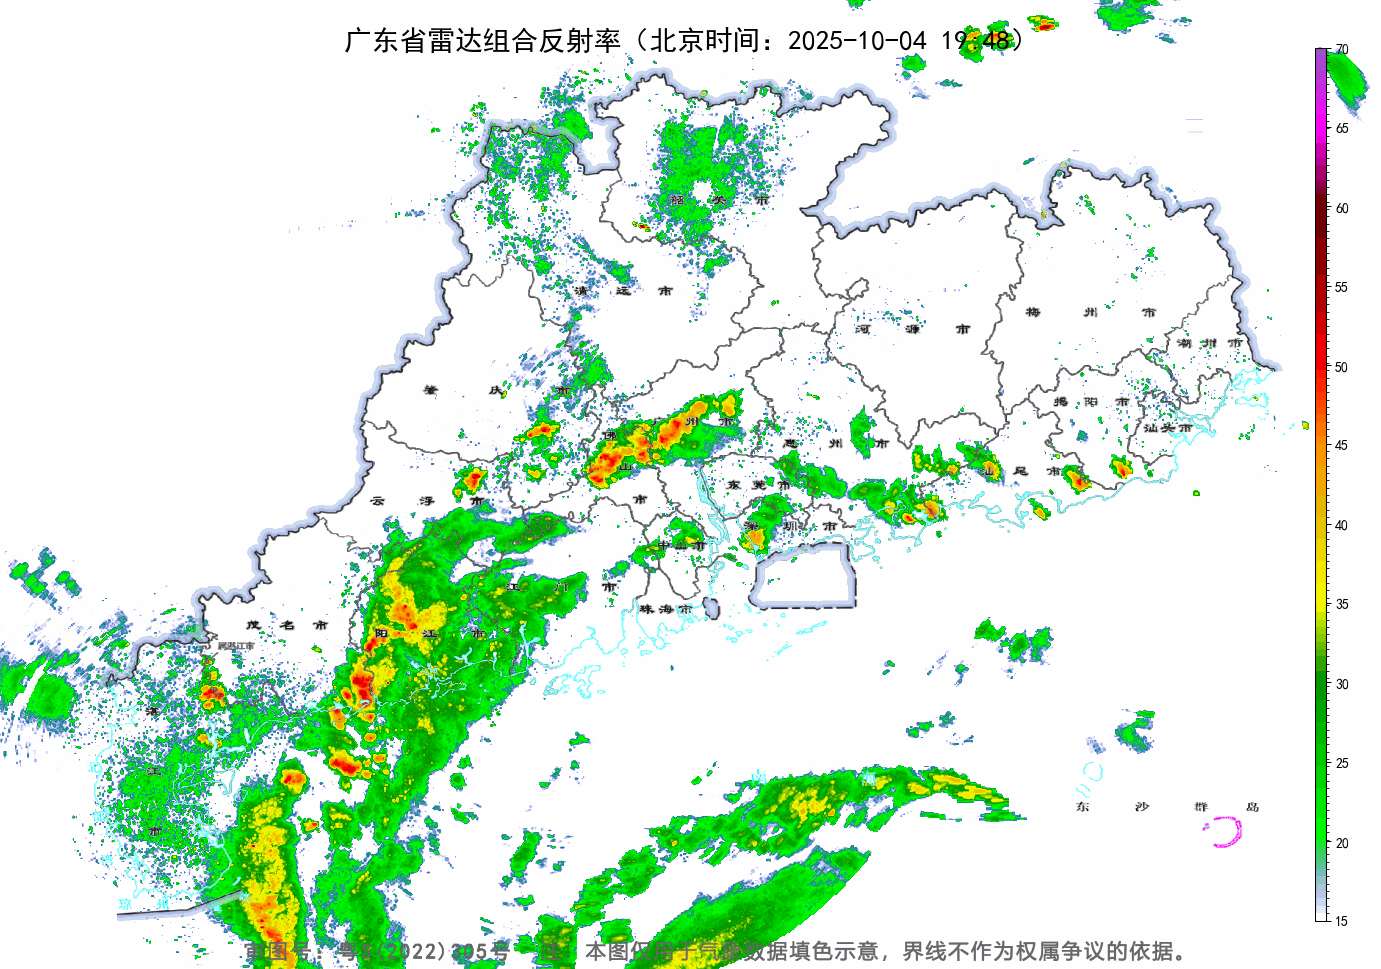 广东省雷达组合反射率（北京时间：2025-10-04 19:48）
70
65
60
55
50
45
40
35
30
25
20
15
韶 关 市
清 远 市
河 源 市
梅 州 市
潮 州 市
肇 庆 市
揭 阳 市
汕头市
佛 山 市
广 州 市
惠 州 市
汕 尾 市
云 浮 市
东 莞 市
深 圳 市
中山市
江 门 市
珠海市
茂 名 市
属湛江市
阳 江 市
湛 江 市
南 海
东 沙 群 岛
琼 州
审图号：粤S(2022)305号 注：本图仅用于气象数据填色示意，界线不作为权属争议的依据。